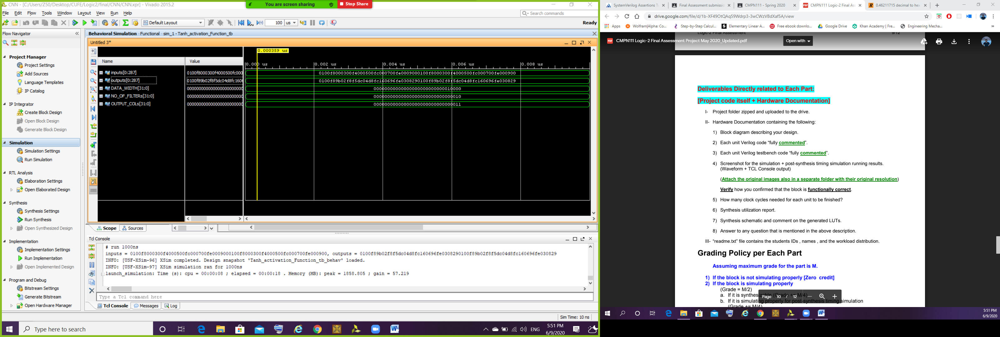 CNN - [C:/Users/Z50/Desktop/CUFE/Logic2/final/CNN/CNN.xpr] - Vivado 2015.2
You are screen sharing
Stop Share
File Edit Flow Tools Window Layout View Run Help
Search commands
Default Layout
100 us
Ready
Flow Navigator
Project Manager
Project Settings
Add Sources
Language Templates
IP Catalog
IP Integrator
Create Block Design
Open Block Design
Generate Block Design
Simulation
Simulation Settings
Run Simulation
RTL Analysis
Elaboration Settings
Open Elaborated Design
Synthesis
Synthesis Settings
Run Synthesis
Open Synthesized Design
Implementation
Implementation Settings
Run Implementation
Open Implemented Design
Program and Debug
Bitstream Settings
Generate Bitstream
Open Hardware Manager
Behavioral Simulation - Functional - sim_1 - Tanh_activation_Function_tb
Untitled 3*
0.000359 us
Name Value
0.000 us 0.002 us 0.004 us 0.006 us 0.008 us
inputs[0:287] 0100f8000300f4000500fc000 0100f8000300f4000500fc000700fe0009000100f8000300f4000500fc000700fe000900
outputs[0:287] 0100f89b02f8f5dc04d8fc1606 0100f89b02f8f5dc04d8fc160696fe0308290100f89b02f8f5dc04d8fc160696fe030829
DATA_WIDTH[31:0] 00000000000000000000000000010000
NO_OF_FILTERs[31:0] 00000000000000000000000000000010
OUTPUT_COLs[31:0] 00000000000000000000000000000011
Scope Sources
Tcl Console
# run 1000ns
inputs = 0100f8000300f4000500fc000700fe0009000100f8000300f4000500fc000700fe000900, outputs = 0100f89b02f8f5dc04d8fc160696fe0308290100f89b02f8f5dc04d8fc160696fe030829
INFO: [USF-XSim-96] XSim completed. Design snapshot 'Tanh_activation_Function_tb_behav' loaded.
INFO: [USF-XSim-97] XSim simulation ran for 1000ns
launch_simulation: Time (s): cpu = 00:00:08 ; elapsed = 00:00:18 . Memory (MB): peak = 1858.805 ; gain = 57.219
Type a Tcl command here
Tcl Console Messages Log
Sim Time: 10 ns
Type here to search
ENG
5:51 PM
6/9/2020
SystemVerilog Assertions Tu
Final Assessment submissio
CMPN111 - Spring 2020
CMPN111 Logic-2 Final As
0.46211715 decimal to hex
drive.google.com/file/d/1b-XF49OtQAq59Wdrp3-3wCWzVBdXaf5A/view
Apps Wolfram|Alpha: Co... Step-by-Step Calcul... Elementary Linear A... Free ebook downlo... Google Drive Khan Academy | Fre... Engineering Mecha...
Logic-2 Final Assessment 9/12
CMPN111 Logic-2 Final Assessment Project May 2020_Updated.pdf
Open with
Deliverables Directly related to Each Part:
[Project code itself + Hardware Documentation]
I- Project folder zipped and uploaded to the drive.
II- Hardware Documentation containing the following:
1) Block diagram describing your design.
2) Each unit Verilog code “fully commented”.
3) Each unit Verilog testbench code “fully commented”.
4) Screenshot for the simulation + post-synthesis timing simulation running results.
(Waveform + TCL Console output)
(Attach the original images also in a separate folder with their original resolution)
Verify how you confirmed that the block is functionally correct.
5) How many clock cycles needed for each unit to be finished?
6) Synthesis utilization report.
7) Synthesis schematic and comment on the generated LUTs.
8) Answer to any question that is mentioned in the above description.
III- “readme.txt” file contains the students IDs , names , and the workload distribution.
Grading Policy per Each Part
Assuming maximum grade for the part is M.
1) If the block is not simulating properly [Zero credit]
2) If the block is simulating properly
(Grade = M/2)
a. If it is synthesizable (Grade += M/4)
b. If it is simulating properly for post-synthesis timing simulation
(Grade += M/4)
Page 10 / 12
5:51 PM
6/9/2020